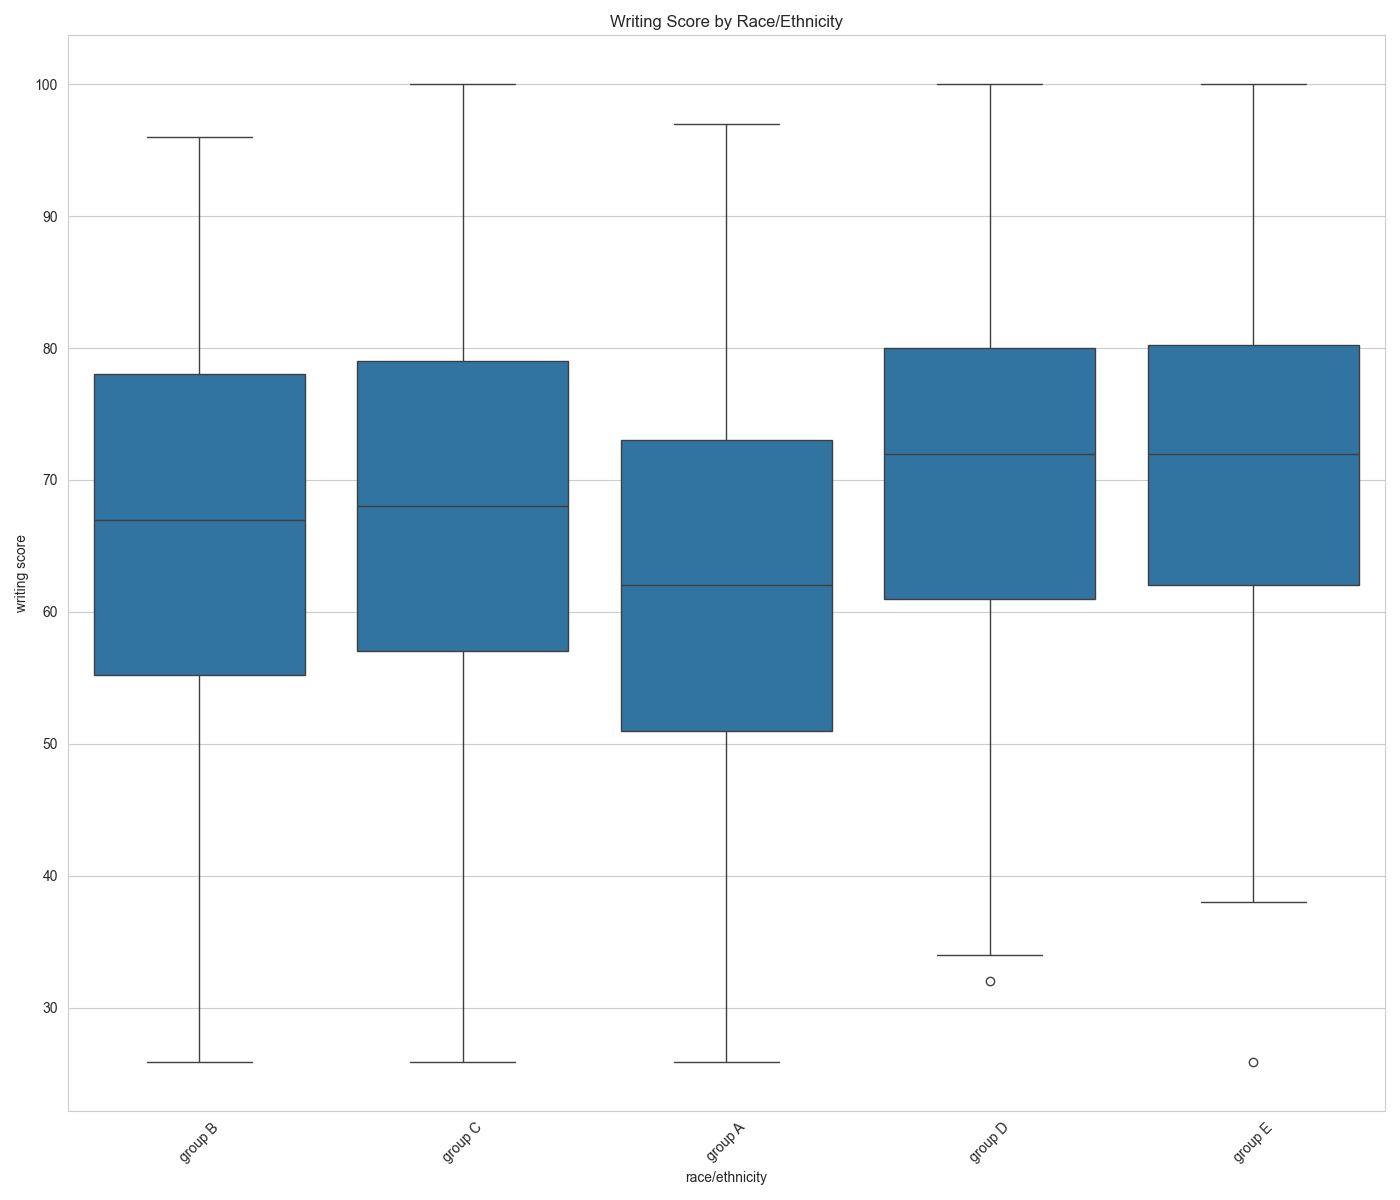 Writing Score by Race/Ethnicity
writing score
100
90
80
70
60
50
40
30
group B
group C
group A
group D
group E
race/ethnicity